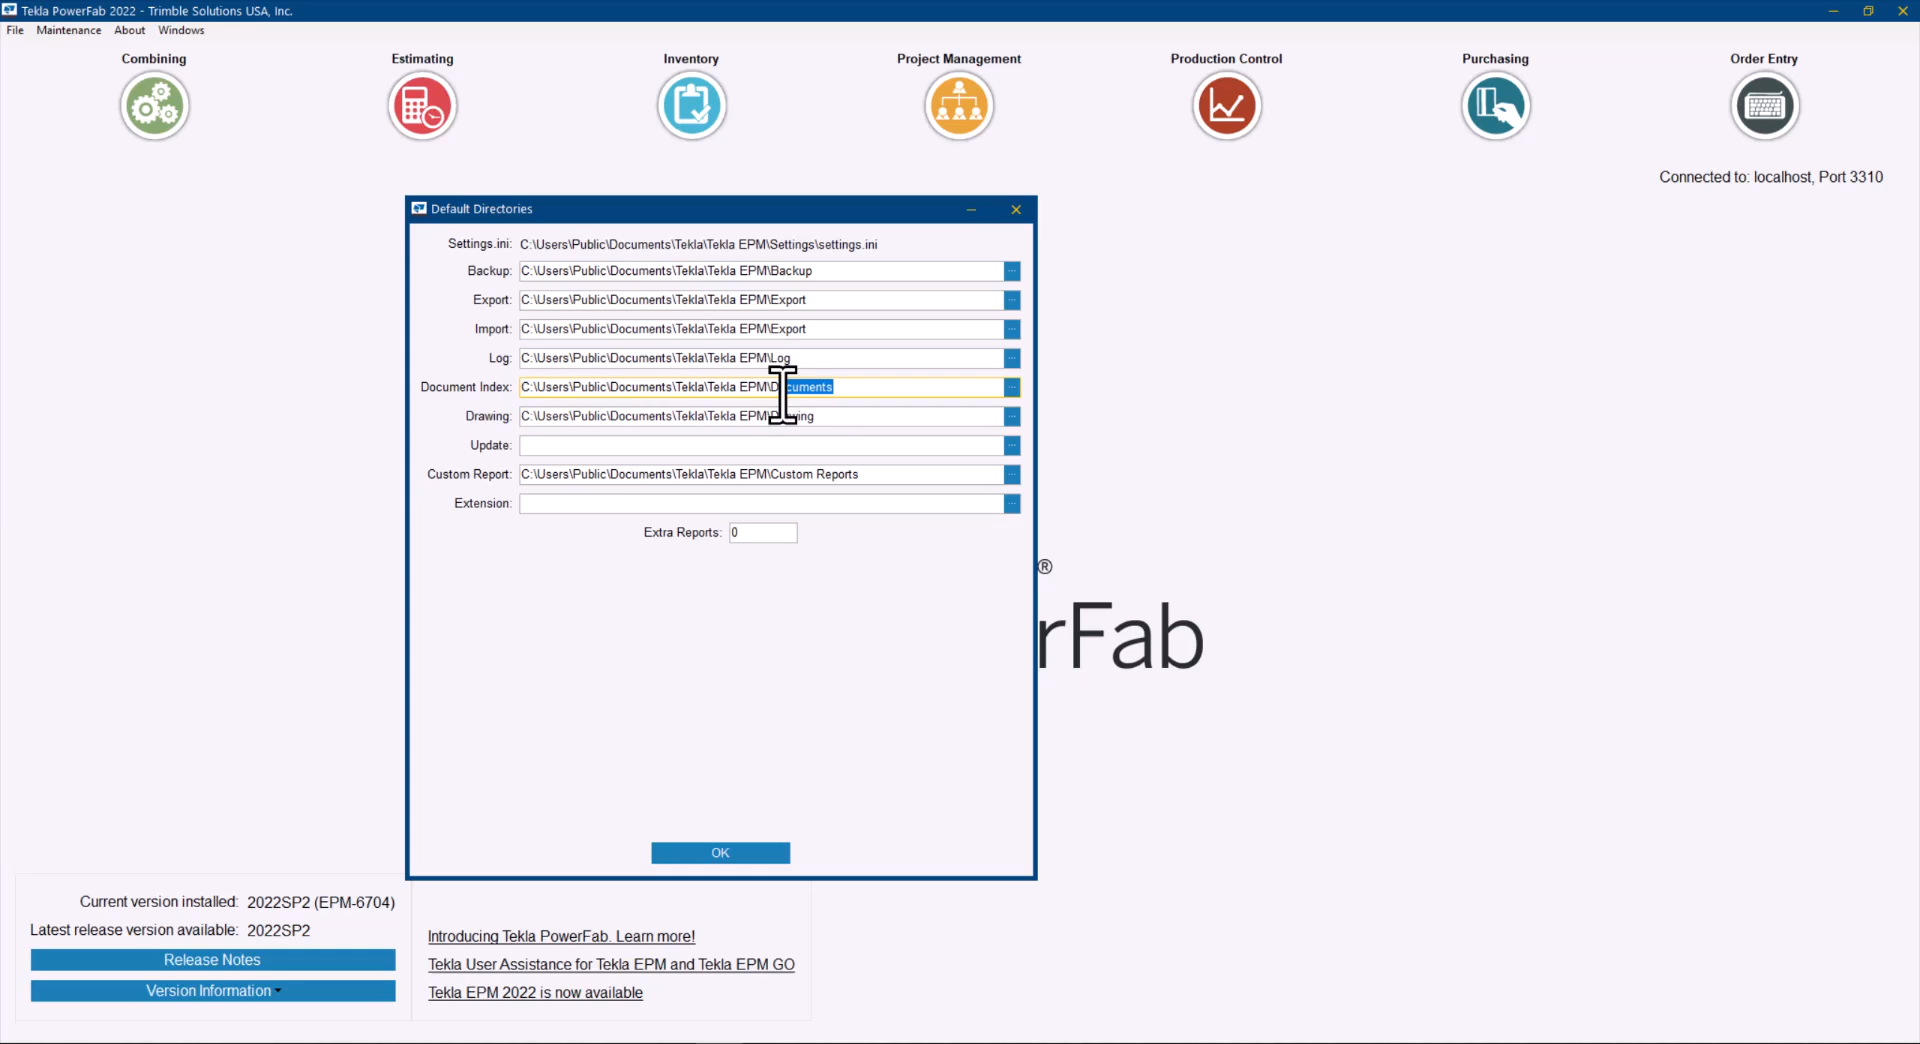 Tekla PowerFab 2022 - Trimble Solutions USA, Inc.
File Maintenance About Windows
Combining Estimating Inventory Project Management Production Control Purchasing Order Entry
Connected to: localhost, Port 3310
Default Directories
Settings.ini: C:\Users\Public\Documents\Tekla\Tekla EPM\Settings\settings.ini
Backup: C:\Users\Public\Documents\Tekla\Tekla EPM\Backup ...
Export: C:\Users\Public\Documents\Tekla\Tekla EPM\Export ...
Import: C:\Users\Public\Documents\Tekla\Tekla EPM\Export ...
Log: C:\Users\Public\Documents\Tekla\Tekla EPM\Log ...
Document Index: C:\Users\Public\Documents\Tekla\Tekla EPM\Documents ...
Drawing: C:\Users\Public\Documents\Tekla\Tekla EPM\Drawing ...
Update: ...
Custom Report: C:\Users\Public\Documents\Tekla\Tekla EPM\Custom Reports ...
Extension: ...
Extra Reports: 0
®
rFab
OK
Current version installed: 2022SP2 (EPM-6704)
Latest release version available: 2022SP2
Release Notes
Version Information
Introducing Tekla PowerFab. Learn more!
Tekla User Assistance for Tekla EPM and Tekla EPM GO
Tekla EPM 2022 is now available